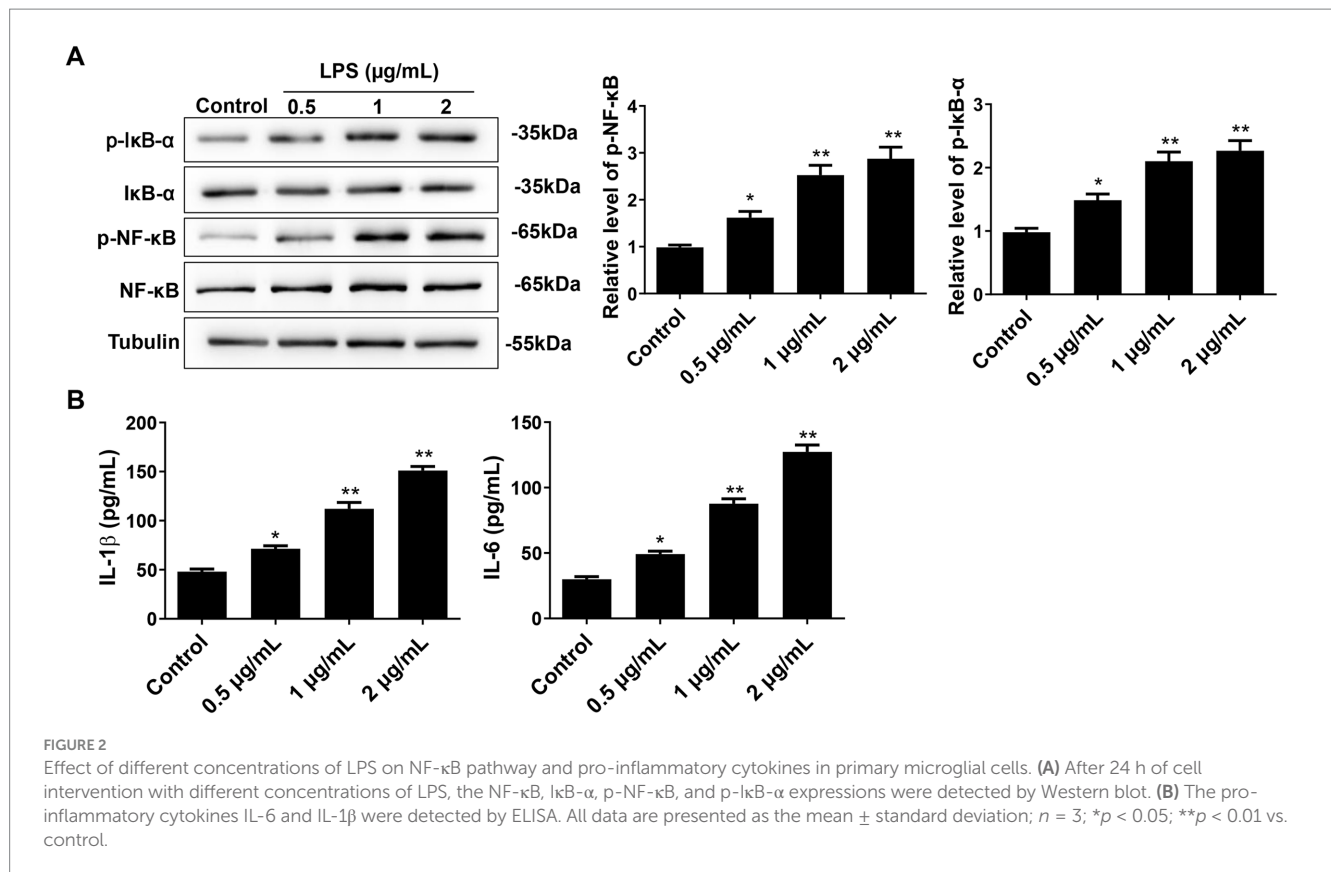 A
LPS (µg/mL)
Control 0.5 1 2
p-IκB-α -35kDa
IκB-α -35kDa
p-NF-κB -65kDa
NF-κB -65kDa
Tubulin -55kDa
Relative level of p-NF-κB
4
3
2
1
0
* ** **
Control 0.5 µg/mL 1 µg/mL 2 µg/mL
Relative level of p-IκB-α
3
2
1
0
* ** **
Control 0.5 µg/mL 1 µg/mL 2 µg/mL
B
IL-1β (pg/mL)
200
150
100
50
0
* ** **
Control 0.5 µg/mL 1 µg/mL 2 µg/mL
IL-6 (pg/mL)
150
100
50
0
* ** **
Control 0.5 µg/mL 1 µg/mL 2 µg/mL
FIGURE 2
Effect of different concentrations of LPS on NF-κB pathway and pro-inflammatory cytokines in primary microglial cells. (A) After 24 h of cell
intervention with different concentrations of LPS, the NF-κB, IκB-α, p-NF-κB, and p-IκB-α expressions were detected by Western blot. (B) The pro-
inflammatory cytokines IL-6 and IL-1β were detected by ELISA. All data are presented as the mean ± standard deviation; n = 3; *p < 0.05; **p < 0.01 vs.
control.